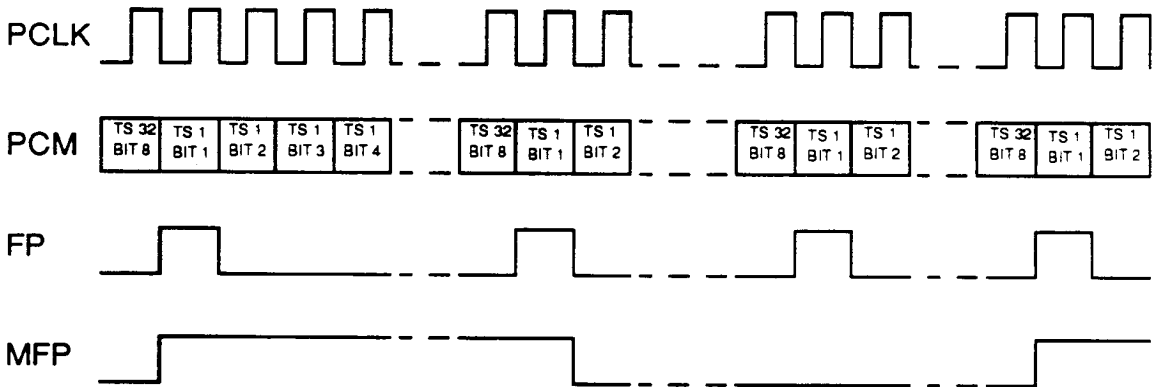 PCLK
PCM
TS 32 TS 1 TS 1 TS 1 TS 1 TS 32 TS 1 TS 1 TS 32 TS 1 TS 1 TS 32 TS 1 TS 1
BIT 8 BIT 1 BIT 2 BIT 3 BIT 4 BIT 8 BIT 1 BIT 2 BIT 8 BIT 1 BIT 2 BIT 8 BIT 1 BIT 2
FP
MFP